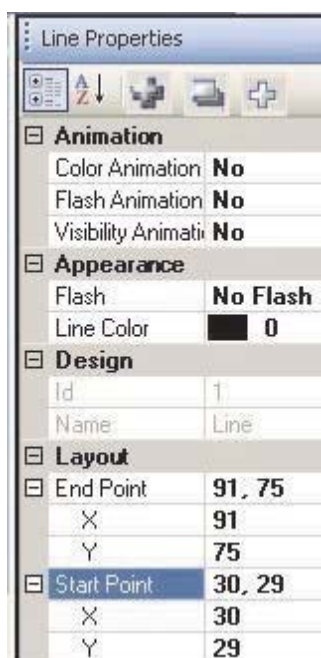 Line Properties
A
Z
Animation
Color Animation No
Flash Animation No
Visibility Animati No
Appearance
Flash No Flash
Line Color 0
Design
Id 1
Name Line
Layout
End Point 91, 75
X 91
Y 75
Start Point 30, 29
X 30
Y 29